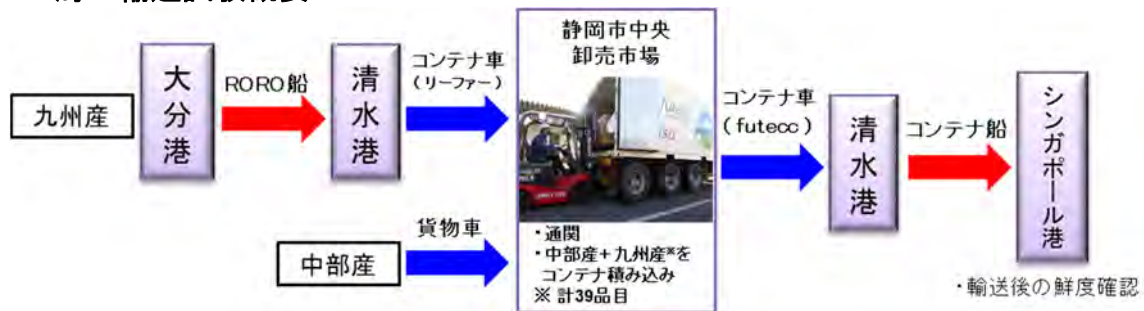 九州産
大分港
RORO船
清水港
コンテナ車
(リーファー)
中部産
貨物車
静岡市中央
卸売市場
・通関
・中部産+九州産※を
コンテナ積み込み
※ 計39品目
コンテナ車
(futecc)
清水港
コンテナ船
シンガポール港
・輸送後の鮮度確認